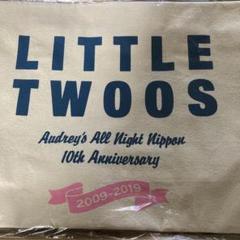 LITTLE
TWOOS
Audrey's All Night Nippon
10th Anniversary
2009-2019